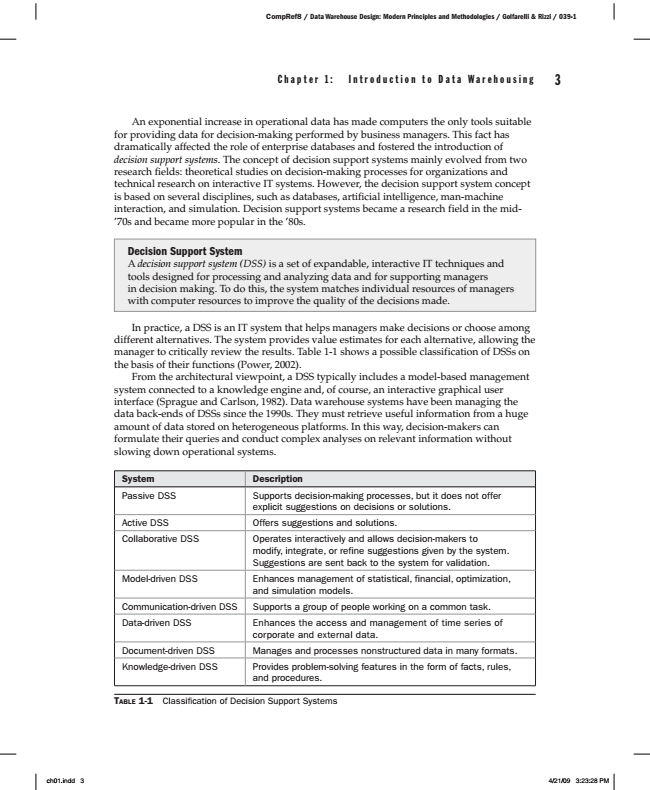 CompRef8 / Data Warehouse Design: Modern Principles and Methodologies / Golfarelli & Rizzi / 039-1
Chapter 1: Introduction to Data Warehousing 3
An exponential increase in operational data has made computers the only tools suitable
for providing data for decision-making performed by business managers. This fact has
dramatically affected the role of enterprise databases and fostered the introduction of
decision support systems. The concept of decision support systems mainly evolved from two
research fields: theoretical studies on decision-making processes for organizations and
technical research on interactive IT systems. However, the decision support system concept
is based on several disciplines, such as databases, artificial intelligence, man-machine
interaction, and simulation. Decision support systems became a research field in the mid-
'70s and became more popular in the '80s.
Decision Support System
A decision support system (DSS) is a set of expandable, interactive IT techniques and
tools designed for processing and analyzing data and for supporting managers
in decision making. To do this, the system matches individual resources of managers
with computer resources to improve the quality of the decisions made.
In practice, a DSS is an IT system that helps managers make decisions or choose among
different alternatives. The system provides value estimates for each alternative, allowing the
manager to critically review the results. Table 1-1 shows a possible classification of DSSs on
the basis of their functions (Power, 2002).
From the architectural viewpoint, a DSS typically includes a model-based management
system connected to a knowledge engine and, of course, an interactive graphical user
interface (Sprague and Carlson, 1982). Data warehouse systems have been managing the
data back-ends of DSSs since the 1990s. They must retrieve useful information from a huge
amount of data stored on heterogeneous platforms. In this way, decision-makers can
formulate their queries and conduct complex analyses on relevant information without
slowing down operational systems.
System Description
Passive DSS Supports decision-making processes, but it does not offer
explicit suggestions on decisions or solutions.
Active DSS Offers suggestions and solutions.
Collaborative DSS Operates interactively and allows decision-makers to
modify, integrate, or refine suggestions given by the system.
Suggestions are sent back to the system for validation.
Model-driven DSS Enhances management of statistical, financial, optimization,
and simulation models.
Communication-driven DSS Supports a group of people working on a common task.
Data-driven DSS Enhances the access and management of time series of
corporate and external data.
Document-driven DSS Manages and processes nonstructured data in many formats.
Knowledge-driven DSS Provides problem-solving features in the form of facts, rules,
and procedures.
TABLE 1-1 Classification of Decision Support Systems
ch01.indd 3 4/21/09 3:23:28 PM